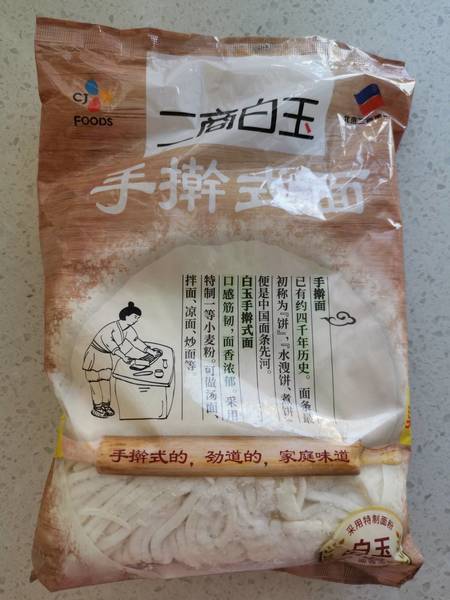 CJ
FOODS
二商白玉
手擀式面
手擀面
已有约四千年历史。面条最
初称为『饼』,『水溲饼、煮饼』
便是中国面条先河。
白玉手擀式面
口感筋韧,面香浓郁。采用
特制一等小麦粉。可做汤面、
拌面、凉面、炒面等
手擀式的,劲道的,家庭味道
采用特制面粉
白玉